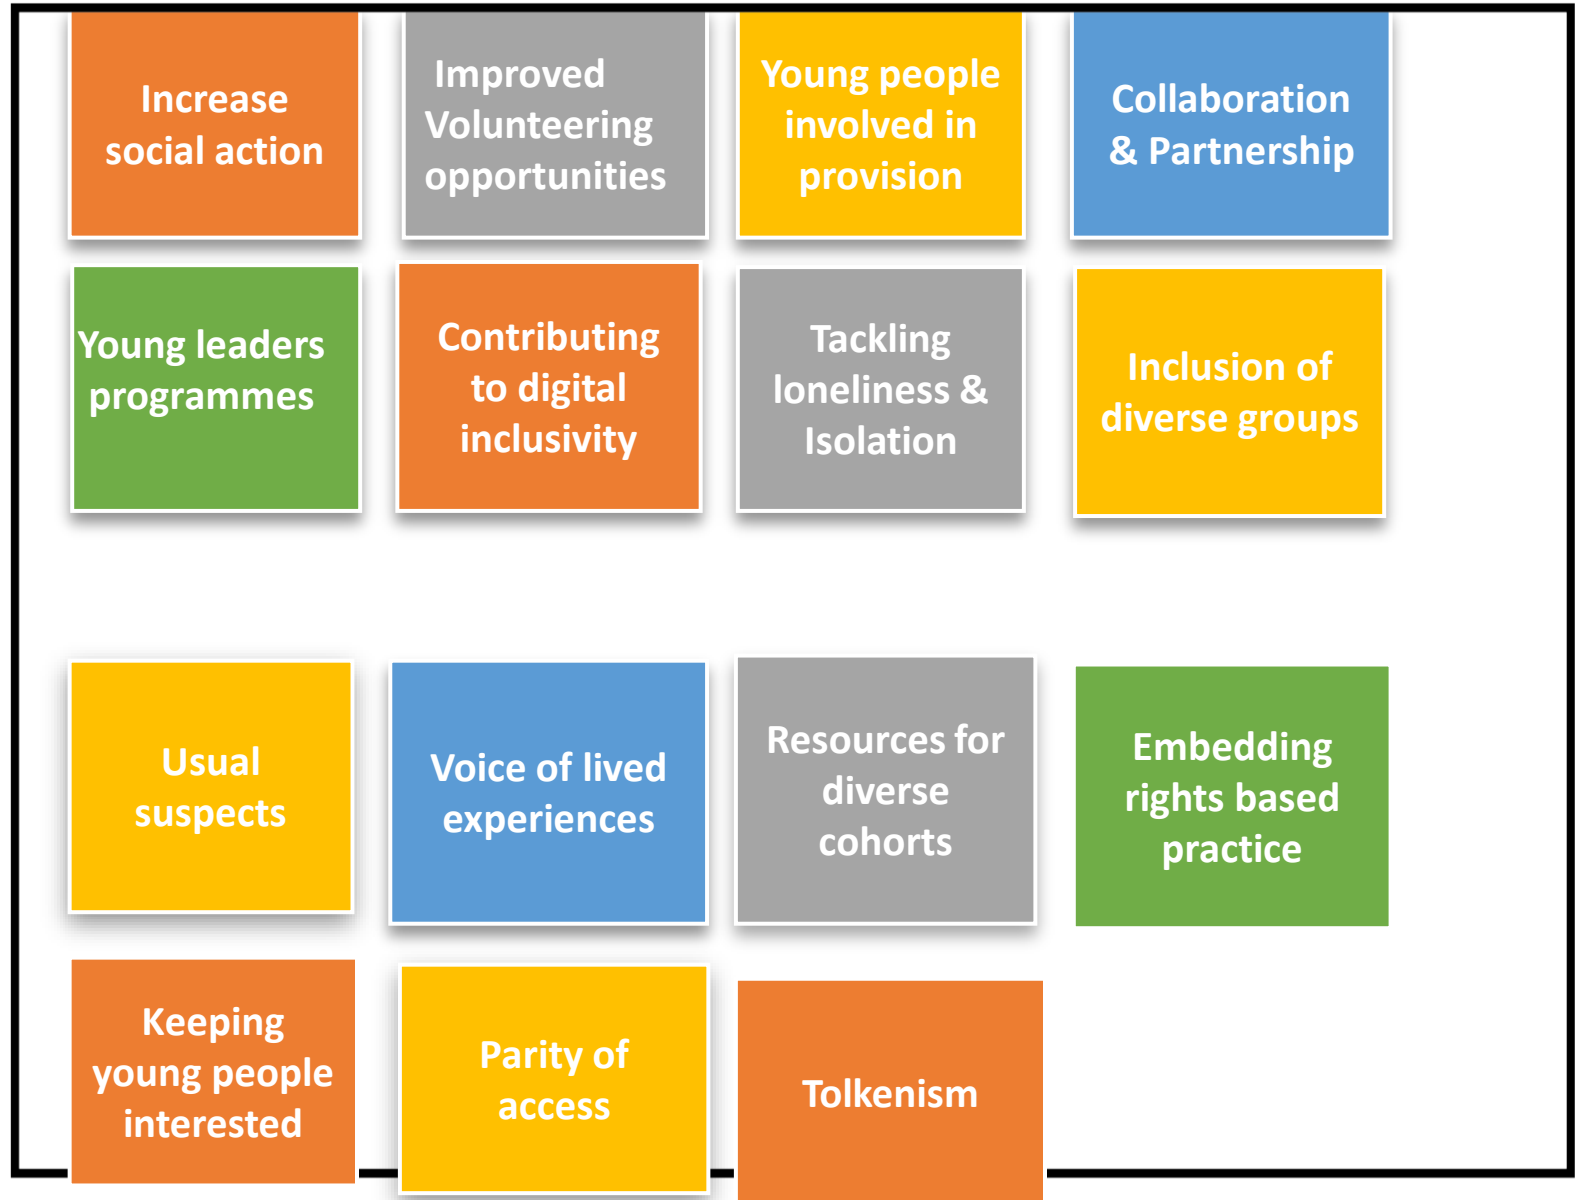 Increase
social action
Improved
Volunteering
opportunities
Young people
involved in
provision
Collaboration
& Partnership
Young leaders
programmes
Contributing
to digital
inclusivity
Tackling
loneliness &
Isolation
Inclusion of
diverse groups
Usual
suspects
Voice of lived
experiences
Resources for
diverse
cohorts
Embedding
rights based
practice
Keeping
young people
interested
Parity of
access
Tolkenism